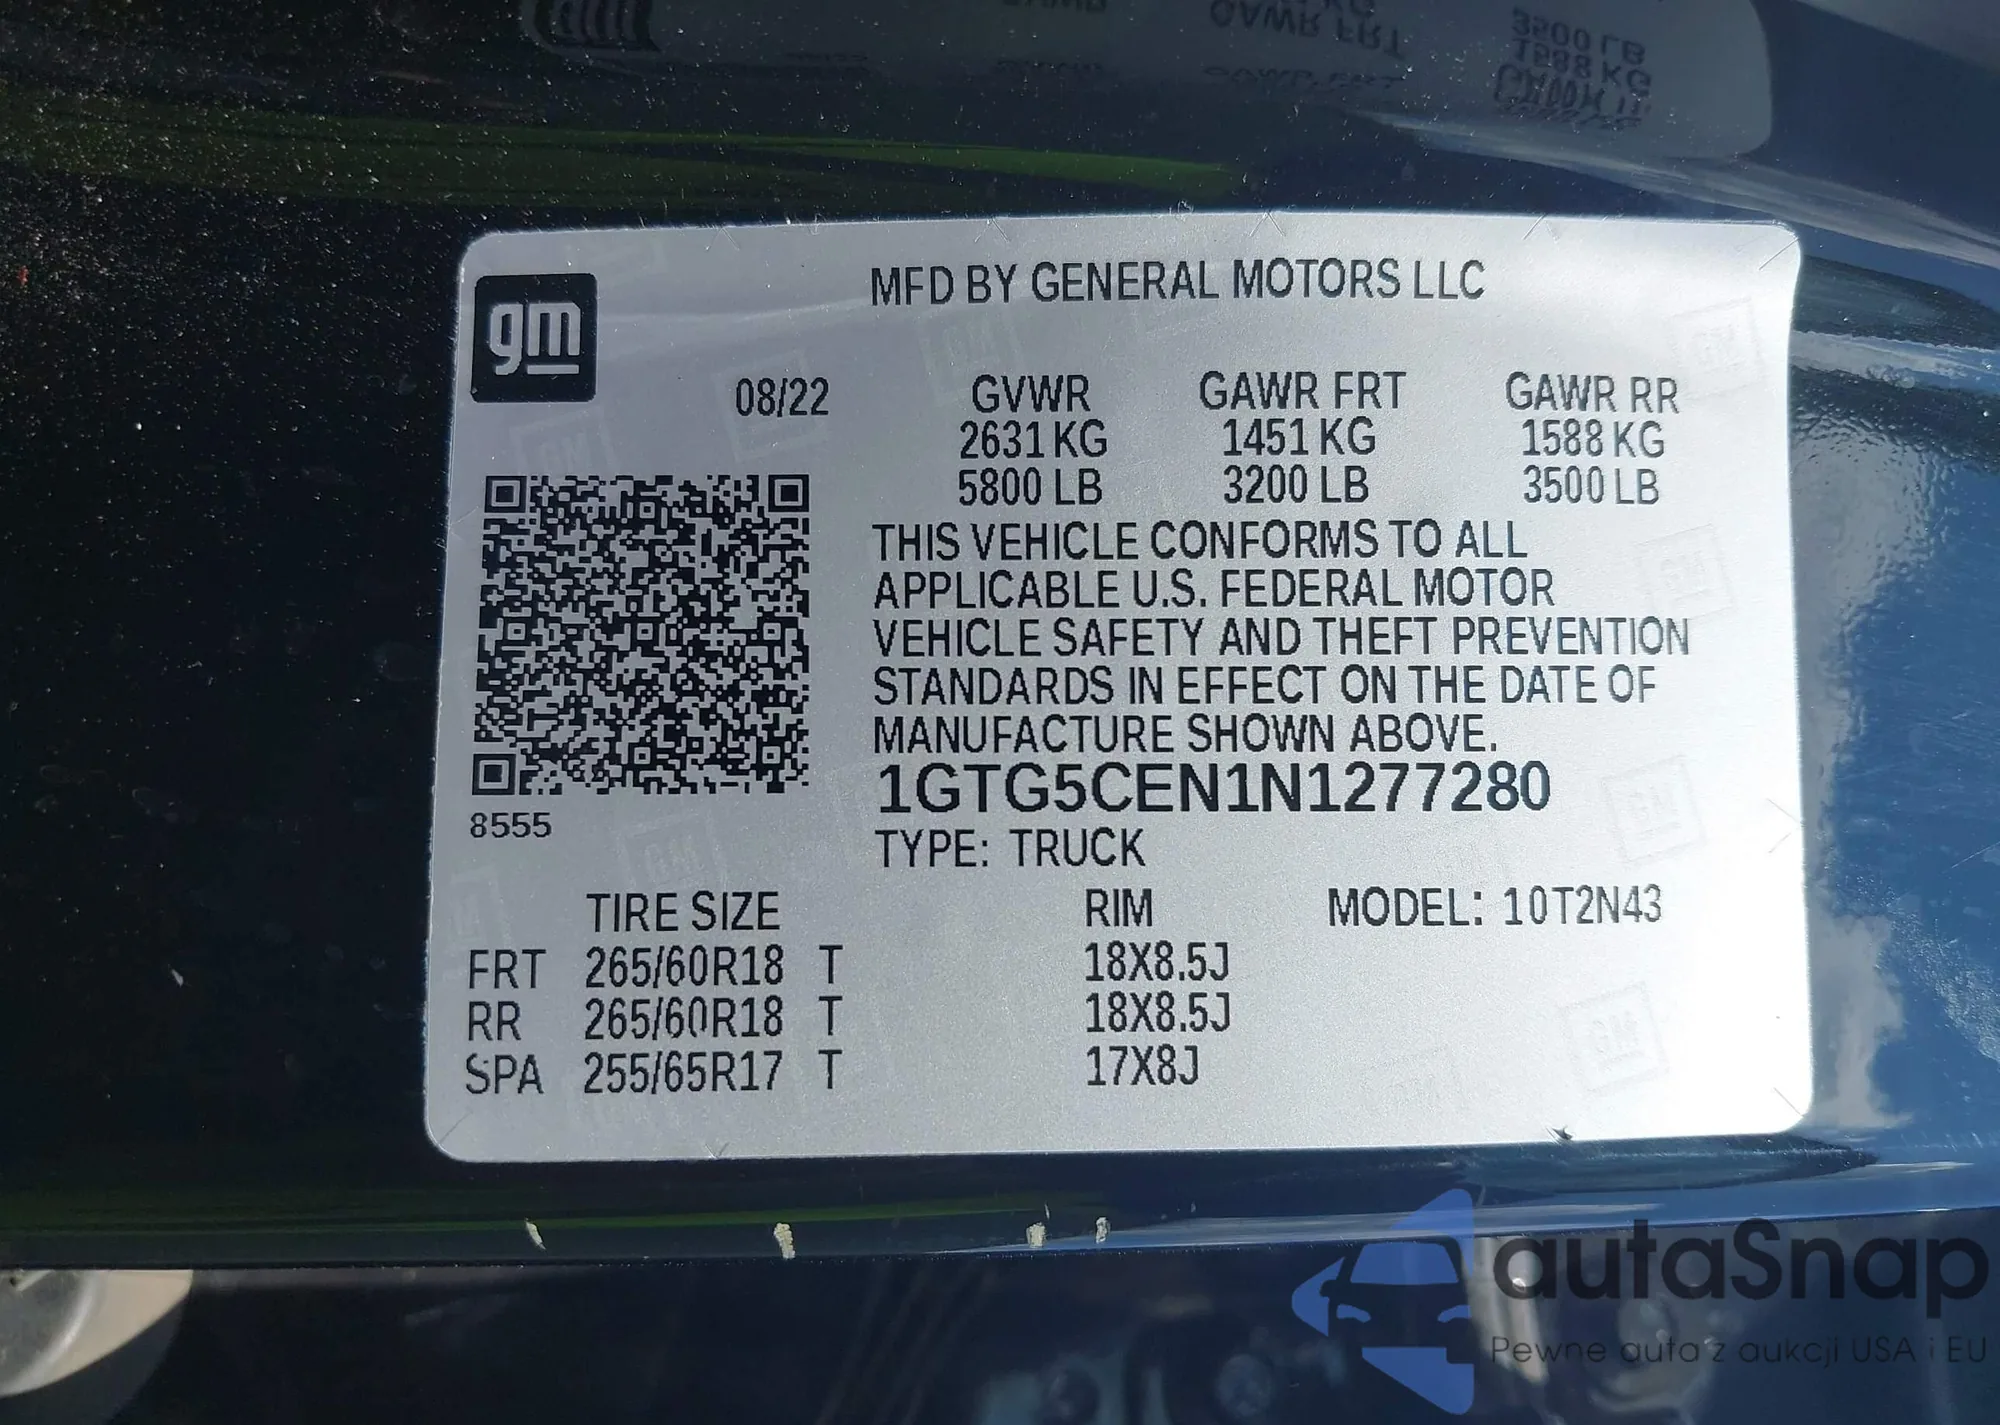 gm
MFD BY GENERAL MOTORS LLC
08/22 GVWR GAWR FRT GAWR RR
2631 KG 1451 KG 1588 KG
5800 LB 3200 LB 3500 LB
THIS VEHICLE CONFORMS TO ALL
APPLICABLE U.S. FEDERAL MOTOR
VEHICLE SAFETY AND THEFT PREVENTION
STANDARDS IN EFFECT ON THE DATE OF
MANUFACTURE SHOWN ABOVE.
1GTG5CEN1N1277280
8555
TYPE: TRUCK
TIRE SIZE RIM MODEL: 10T2N43
FRT 265/60R18 T 18X8.5J
RR 265/60R18 T 18X8.5J
SPA 255/65R17 T 17X8J
autaSnap
Pewne auta z aukcji USA i EU